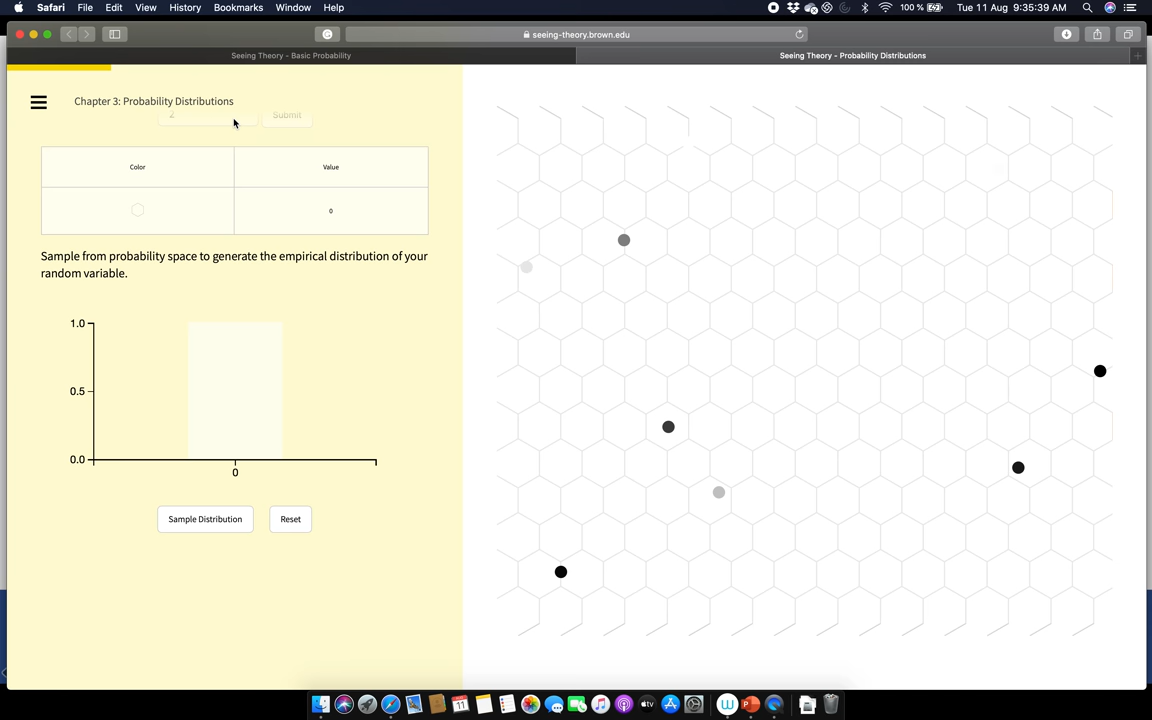 Safari File Edit View History Bookmarks Window Help 100 % Tue 11 Aug 9:35:39 AM
seeing-theory.brown.edu
Seeing Theory - Basic Probability Seeing Theory - Probability Distributions
Chapter 3: Probability Distributions
2 Submit
Color Value
0
Sample from probability space to generate the empirical distribution of your
random variable.
1.0
0.5
0.0
0
Sample Distribution Reset